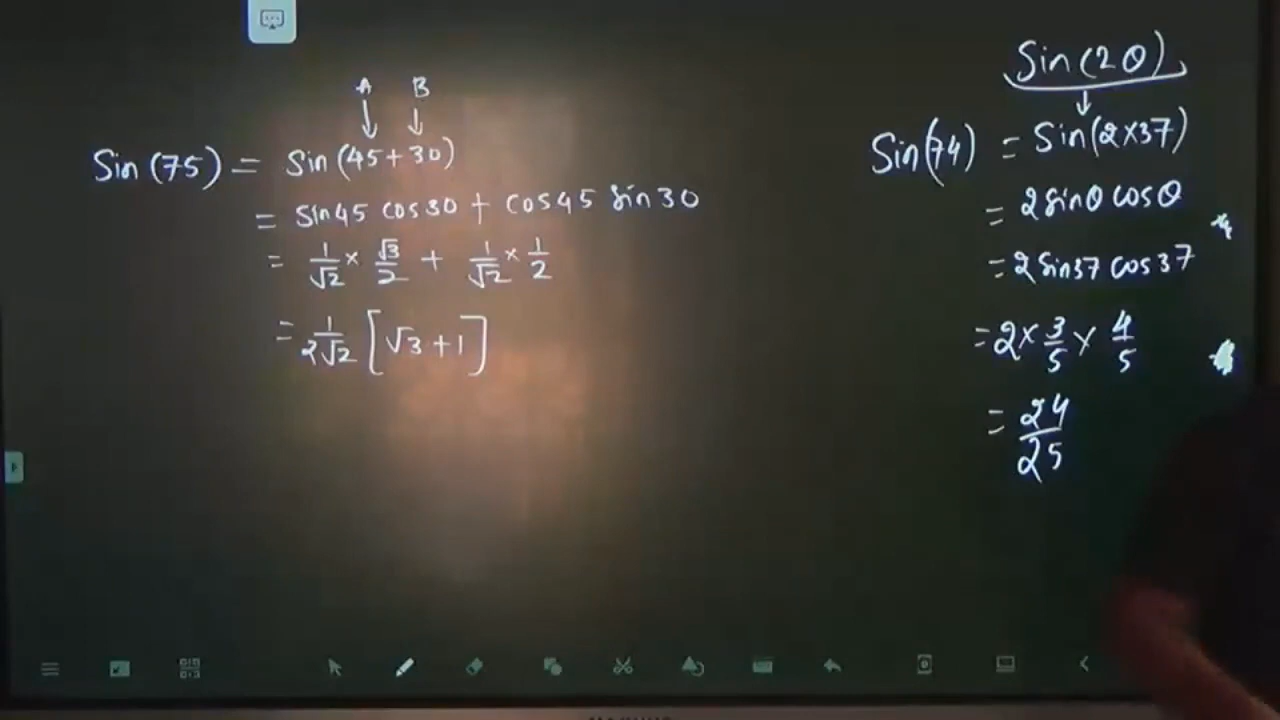 A B
Sin (75) = Sin (45+30)
= Sin45 cos30 + cos45 Sin 30
= 1/√2 × √3/2 + 1/√2 × 1/2
= 1/2√2 [√3+1]
Sin(2θ)
Sin(74) = Sin(2×37)
= 2sinθ cosθ
= 2 sin37 cos37
= 2× 3/5 × 4/5
= 24/25